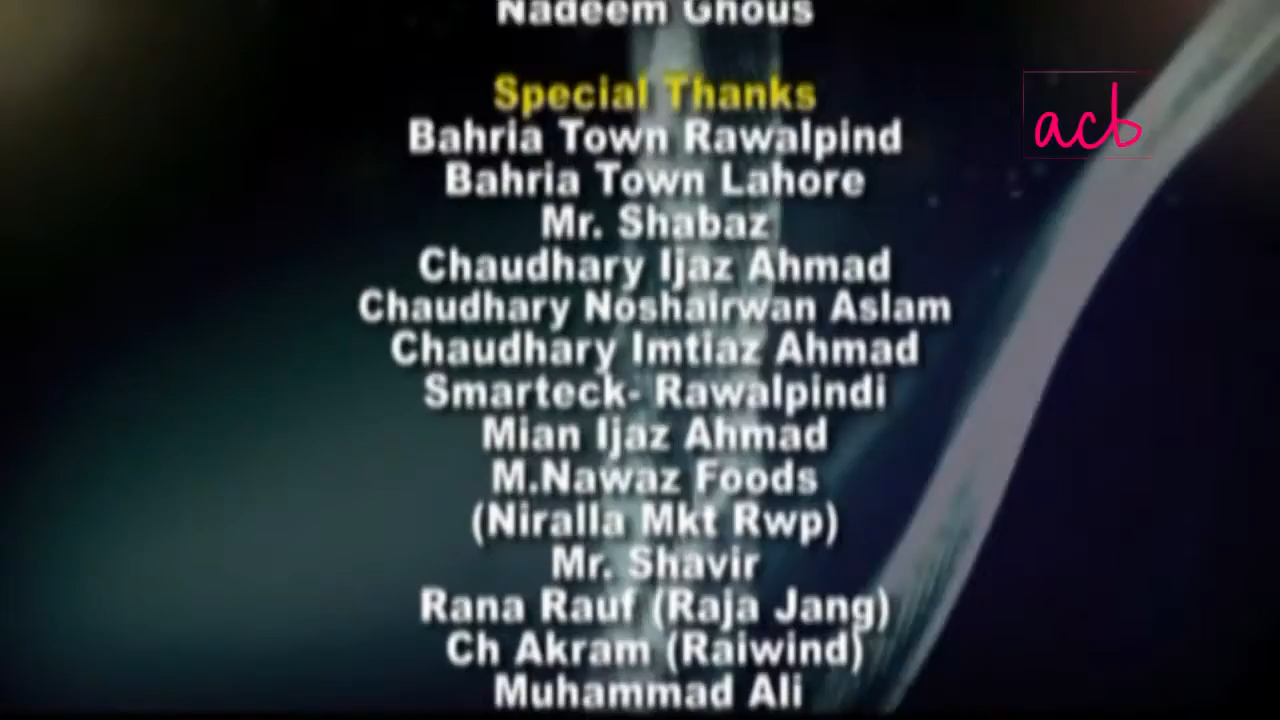 Nadeem Ghous
Special Thanks
acb
Bahria Town Rawalpind
Bahria Town Lahore
Mr. Shabaz
Chaudhary Ijaz Ahmad
Chaudhary Noshairwan Aslam
Chaudhary Imtiaz Ahmad
Smarteck- Rawalpindi
Mian Ijaz Ahmad
M.Nawaz Foods
(Niralla Mkt Rwp)
Mr. Shavir
Rana Rauf (Raja Jang)
Ch Akram (Raiwind)
Muhammad Ali